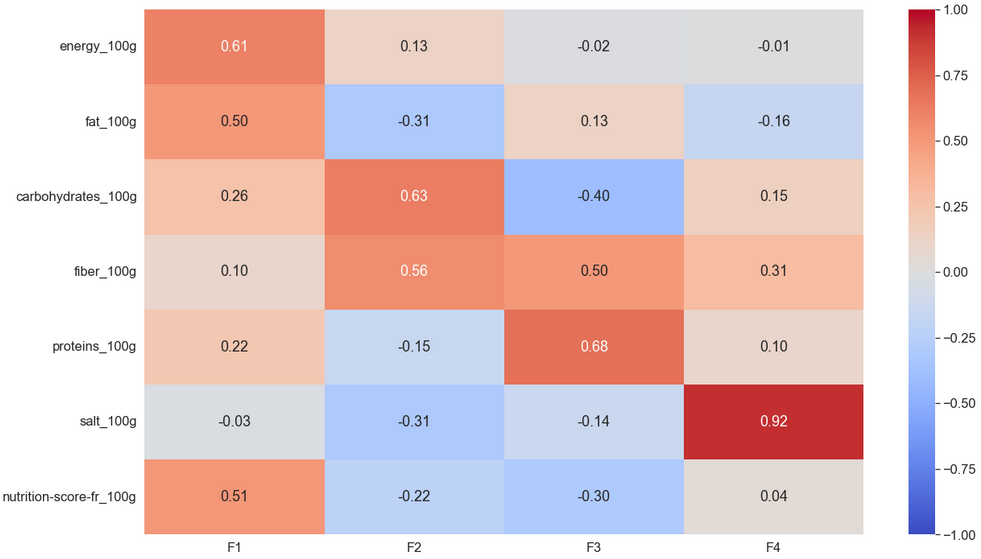 energy_100g 0.61 0.13 -0.02 -0.01
fat_100g 0.50 -0.31 0.13 -0.16
carbohydrates_100g 0.26 0.63 -0.40 0.15
fiber_100g 0.10 0.56 0.50 0.31
proteins_100g 0.22 -0.15 0.68 0.10
salt_100g -0.03 -0.31 -0.14 0.92
nutrition-score-fr_100g 0.51 -0.22 -0.30 0.04
F1 F2 F3 F4
1.00
0.75
0.50
0.25
0.00
−0.25
−0.50
−0.75
−1.00